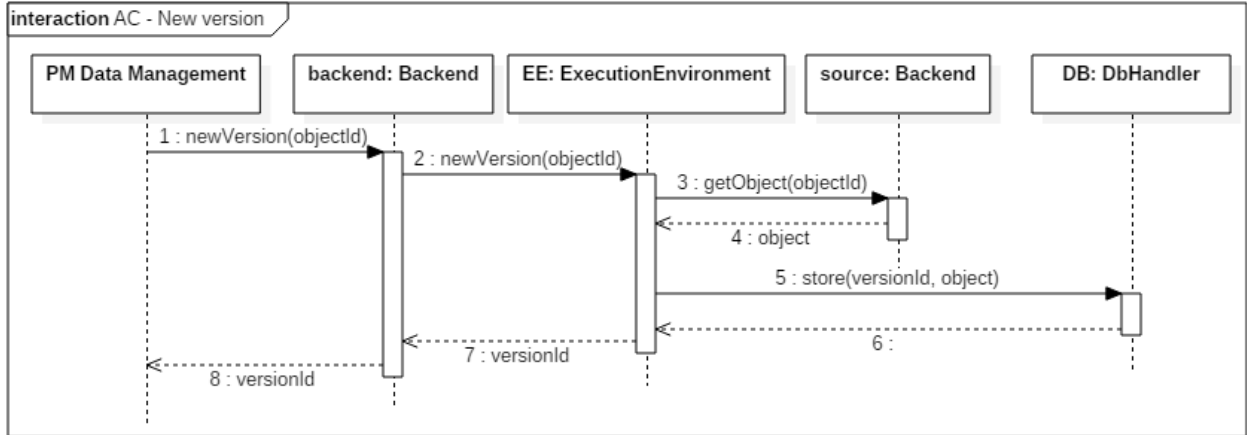 interaction AC - New version
PM Data Management
backend: Backend
EE: ExecutionEnvironment
source: Backend
DB: DbHandler
1 : newVersion(objectId)
2 : newVersion(objectId)
3 : getObject(objectId)
4 : object
5 : store(versionId, object)
6 :
7 : versionId
8 : versionId